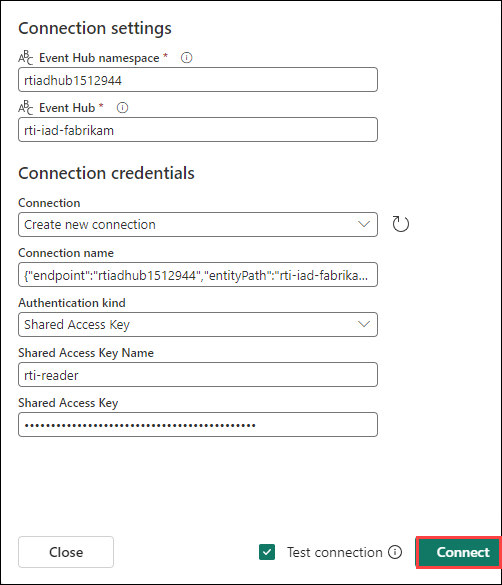 Connection settings
Event Hub namespace *
rtiadhub1512944
Event Hub *
rti-iad-fabrikam
Connection credentials
Connection
Create new connection
Connection name
{"endpoint":"rtiadhub1512944","entityPath":"rti-iad-fabrika...
Authentication kind
Shared Access Key
Shared Access Key Name
rti-reader
Shared Access Key
••••••••••••••••••••••••••••••••••••••••••••
Close
Test connection
Connect